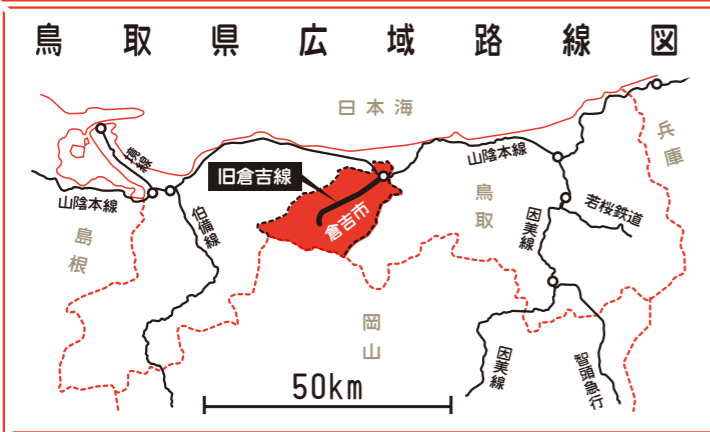 鳥取県広域路線図
日本海
兵庫
境線
山陰本線
旧倉吉線
山陰本線
鳥取
若桜鉄道
倉吉市
伯備線
因美線
島根
岡山
因美線
智頭急行
50km